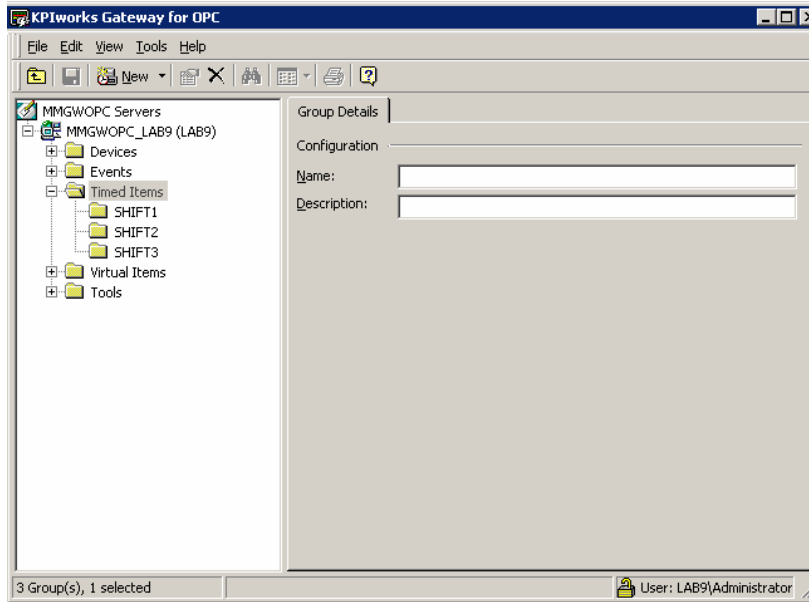 KPIworks Gateway for OPC
File Edit View Tools Help
New
MMGWOPC Servers
MMGWOPC_LAB9 (LAB9)
Devices
Events
Timed Items
SHIFT1
SHIFT2
SHIFT3
Virtual Items
Tools
Group Details
Configuration
Name:
Description:
3 Group(s), 1 selected
User: LAB9\Administrator